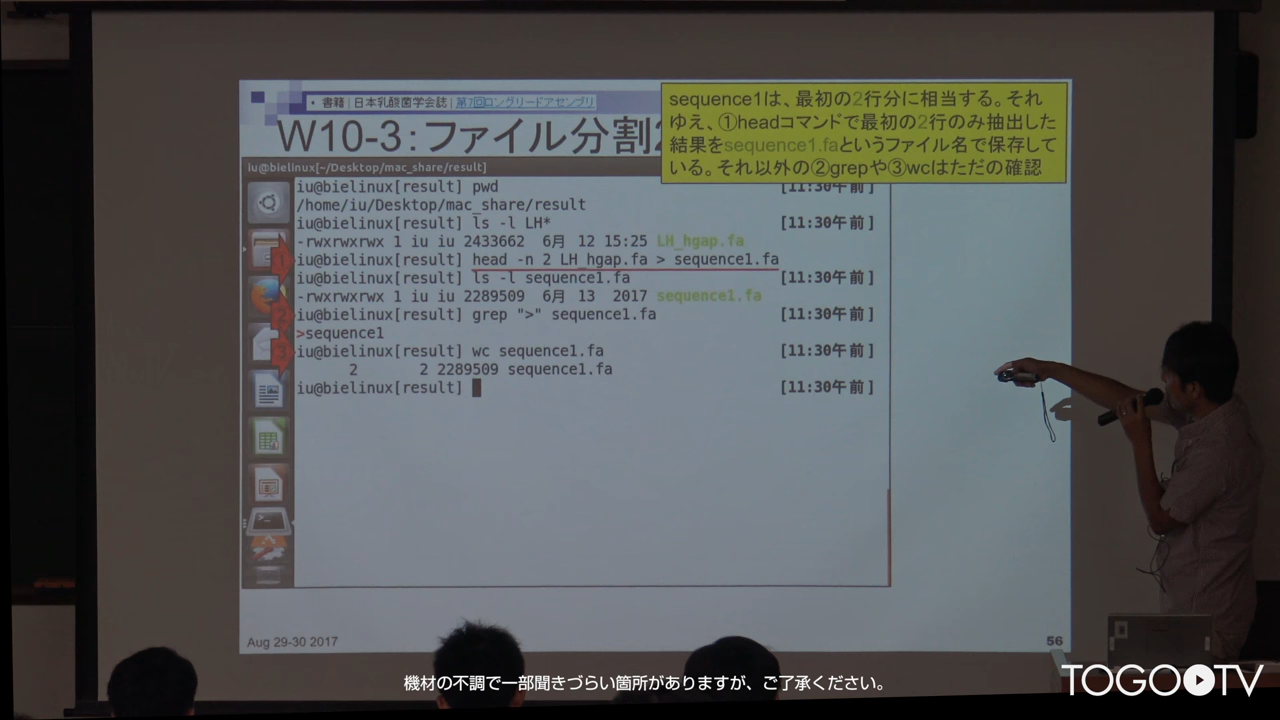 ・ 書籍 | 日本乳酸菌学会誌 | 第7回ロングリードアセンブリ
W10-3:ファイル分割2
sequence1は、最初の2行分に相当する。それ
ゆえ、①headコマンドで最初の2行のみ抽出した
結果をsequence1.faというファイル名で保存して
いる。それ以外の②grepや③wcはただの確認
iu@bielinux[~/Desktop/mac_share/result]
iu@bielinux[result] pwd [11:30午前]
/home/iu/Desktop/mac_share/result
iu@bielinux[result] ls -l LH* [11:30午前]
-rwxrwxrwx 1 iu iu 2433662 6月 12 15:25 LH_hgap.fa
iu@bielinux[result] head -n 2 LH_hgap.fa > sequence1.fa
iu@bielinux[result] ls -l sequence1.fa [11:30午前]
-rwxrwxrwx 1 iu iu 2289509 6月 13 2017 sequence1.fa
iu@bielinux[result] grep ">" sequence1.fa [11:30午前]
>sequence1
iu@bielinux[result] wc sequence1.fa [11:30午前]
2 2 2289509 sequence1.fa
iu@bielinux[result] [11:30午前]
1
2
3
Aug 29-30 2017
56
機材の不調で一部聞きづらい箇所がありますが、ご了承ください。
TOGOTV